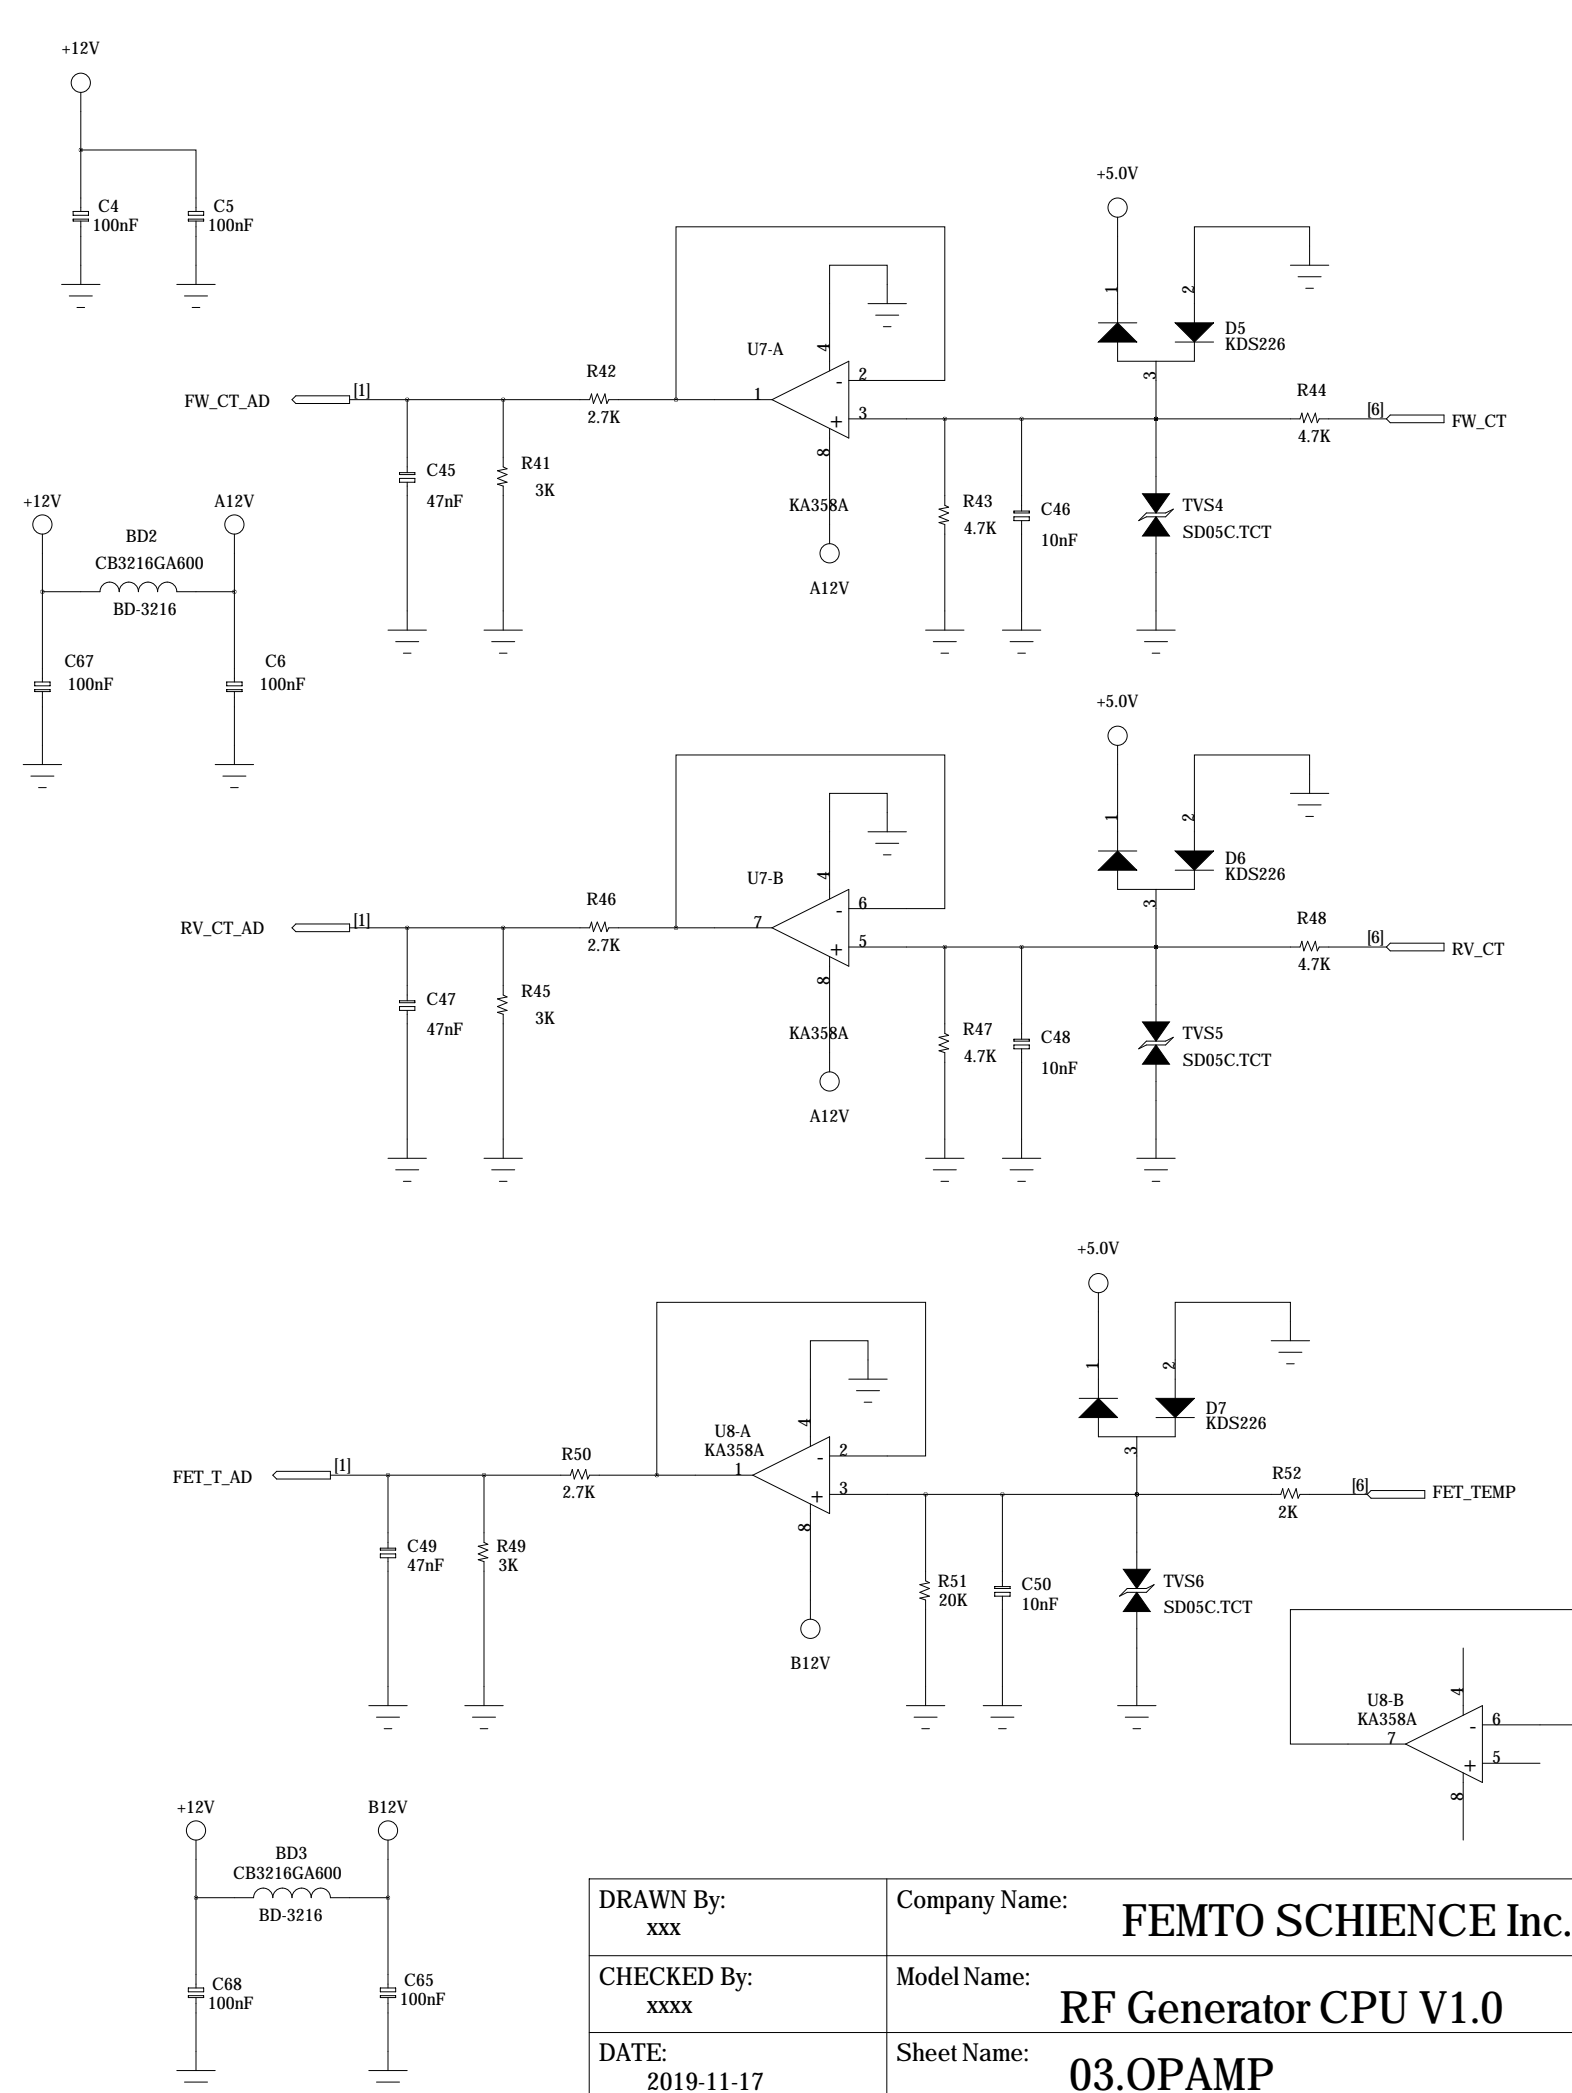 +12V
C4
100nF
C5
100nF
+5.0V
1
2
D5
KDS226
3
U7-A
4
2
1
-
3
+
8
KA358A
A12V
R42
2.7K
FW_CT_AD
[1]
R44
4.7K
[6]
FW_CT
C45
47nF
R41
3K
R43
4.7K
C46
10nF
TVS4
SD05C.TCT
+12V
A12V
BD2
CB3216GA600
BD-3216
C67
100nF
C6
100nF
+5.0V
1
2
D6
KDS226
3
U7-B
4
6
7
-
5
+
8
KA358A
A12V
R46
2.7K
RV_CT_AD
[1]
R48
4.7K
[6]
RV_CT
C47
47nF
R45
3K
R47
4.7K
C48
10nF
TVS5
SD05C.TCT
+5.0V
1
2
D7
KDS226
3
U8-A
KA358A
4
2
1
-
3
+
8
B12V
R50
2.7K
FET_T_AD
[1]
R52
2K
[6]
FET_TEMP
C49
47nF
R49
3K
R51
20K
C50
10nF
TVS6
SD05C.TCT
U8-B
KA358A
4
6
7
-
5
+
8
+12V
B12V
BD3
CB3216GA600
BD-3216
C68
100nF
C65
100nF
DRAWN By:
xxx
Company Name:
FEMTO SCHIENCE Inc.
CHECKED By:
xxxx
Model Name:
RF Generator CPU V1.0
DATE:
2019-11-17
Sheet Name:
03.OPAMP